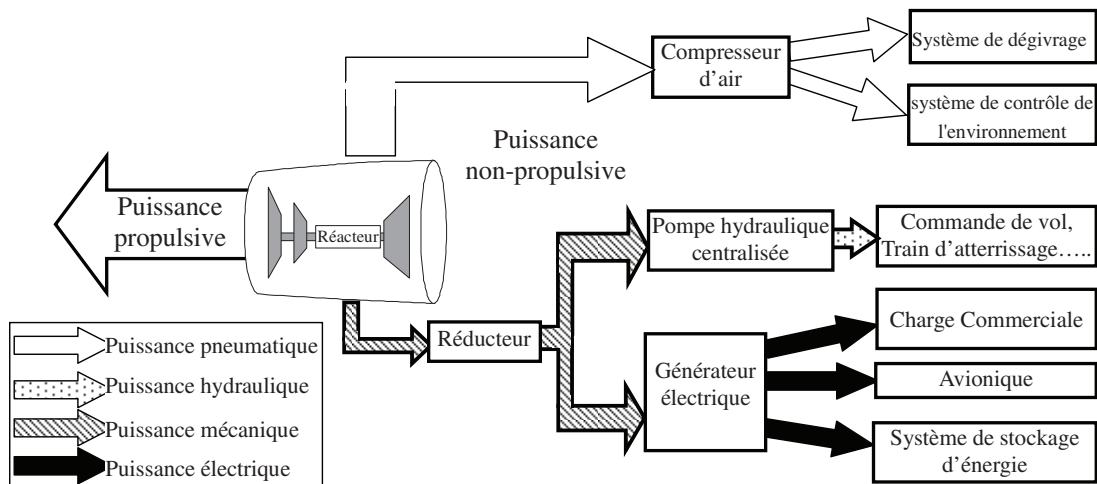 Compresseur
d'air
Système de dégivrage
système de contrôle de
l'environnement
Puissance
non-propulsive
Puissance
propulsive
Réacteur
Pompe hydraulique
centralisée
Commande de vol,
Train d'atterrissage…..
Réducteur
Générateur
électrique
Charge Commerciale
Avionique
Système de stockage
d'énergie
Puissance pneumatique
Puissance hydraulique
Puissance mécanique
Puissance électrique